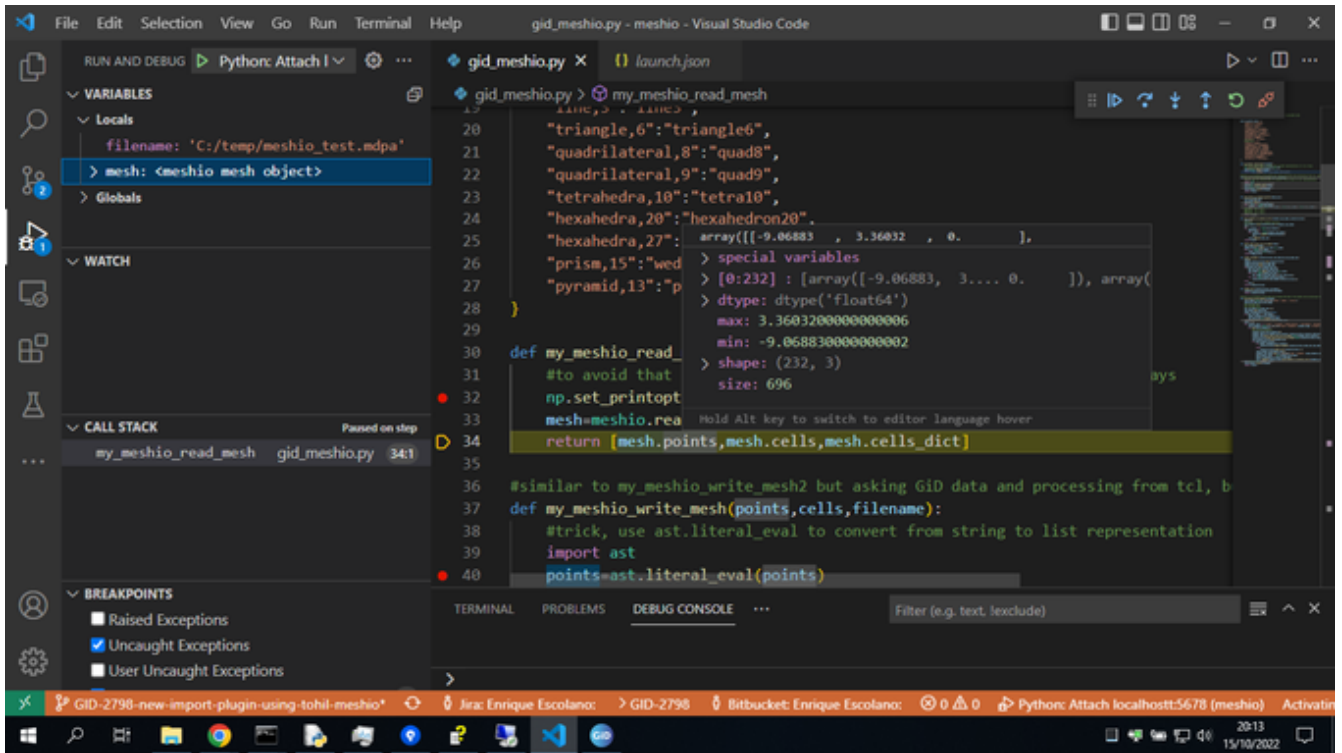 File Edit Selection View Go Run Terminal Help gid_meshio.py - meshio - Visual Studio Code
RUN AND DEBUG Python: Attach l
gid_meshio.py
launch.json
VARIABLES
Locals
filename: 'C:/temp/meshio_test.mdpa'
> mesh: <meshio mesh object>
> Globals
WATCH
CALL STACK Paused on step
my_meshio_read_mesh gid_meshio.py 34:1
BREAKPOINTS
Raised Exceptions
Uncaught Exceptions
User Uncaught Exceptions
gid_meshio.py > my_meshio_read_mesh
20 "triangle,6":"triangle6",
21 "quadrilateral,8":"quad8",
22 "quadrilateral,9":"quad9",
23 "tetrahedra,10":"tetra10",
24 "hexahedra,20":"hexahedron20",
25 "hexahedra,27":
26 "prism,15":"wed
27 "pyramid,13":"p
28 }
29
30 def my_meshio_read_
31 #to avoid that ays
32 np.set_printopt
33 mesh=meshio.rea
34 return [mesh.points,mesh.cells,mesh.cells_dict]
35
36 #similar to my_meshio_write_mesh2 but asking GiD data and processing from tcl, b
37 def my_meshio_write_mesh(points,cells,filename):
38 #trick, use ast.literal_eval to convert from string to list representation
39 import ast
40 points=ast.literal_eval(points)
array([[-9.06883 , 3.36032 , 0. ],
> special variables
> [0:232] : [array([-9.06883, 3.... 0. ]), array(
> dtype: dtype('float64')
max: 3.3603200000000006
min: -9.068830000000002
> shape: (232, 3)
size: 696
Hold Alt key to switch to editor language hover
TERMINAL PROBLEMS DEBUG CONSOLE ... Filter (e.g. text, !exclude)
>
GID-2798-new-import-plugin-using-tohil-meshio* Jira: Enrique Escolano: > GID-2798 Bitbucket: Enrique Escolano: 0 0 Python: Attach localhostt:5678 (meshio) Activatin
20:13
15/10/2022